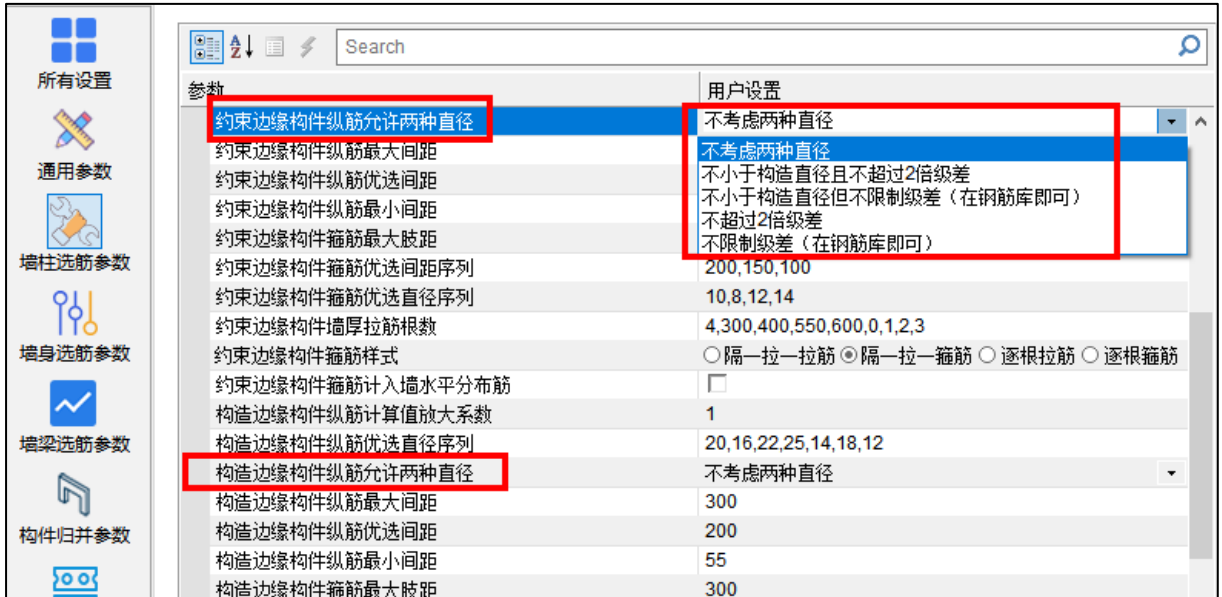 所有设置
通用参数
墙柱选筋参数
墙身选筋参数
墙梁选筋参数
构件归并参数
Search
参数 用户设置
约束边缘构件纵筋允许两种直径 不考虑两种直径
约束边缘构件纵筋最大间距 不考虑两种直径
约束边缘构件纵筋优选间距 不小于构造直径且不超过2倍级差
约束边缘构件纵筋最小间距 不小于构造直径但不限制级差（在钢筋库即可）
约束边缘构件箍筋最大肢距 不超过2倍级差
不限制级差（在钢筋库即可）
约束边缘构件箍筋优选间距序列 200,150,100
约束边缘构件箍筋优选直径序列 10,8,12,14
约束边缘构件墙厚拉筋根数 4,300,400,550,600,0,1,2,3
约束边缘构件箍筋样式 隔一拉一拉筋 隔一拉一箍筋 逐根拉筋 逐根箍筋
约束边缘构件箍筋计入墙水平分布筋
构造边缘构件纵筋计算值放大系数 1
构造边缘构件纵筋优选直径序列 20,16,22,25,14,18,12
构造边缘构件纵筋允许两种直径 不考虑两种直径
构造边缘构件纵筋最大间距 300
构造边缘构件纵筋优选间距 200
构造边缘构件纵筋最小间距 55
构造边缘构件箍筋最大肢距 300